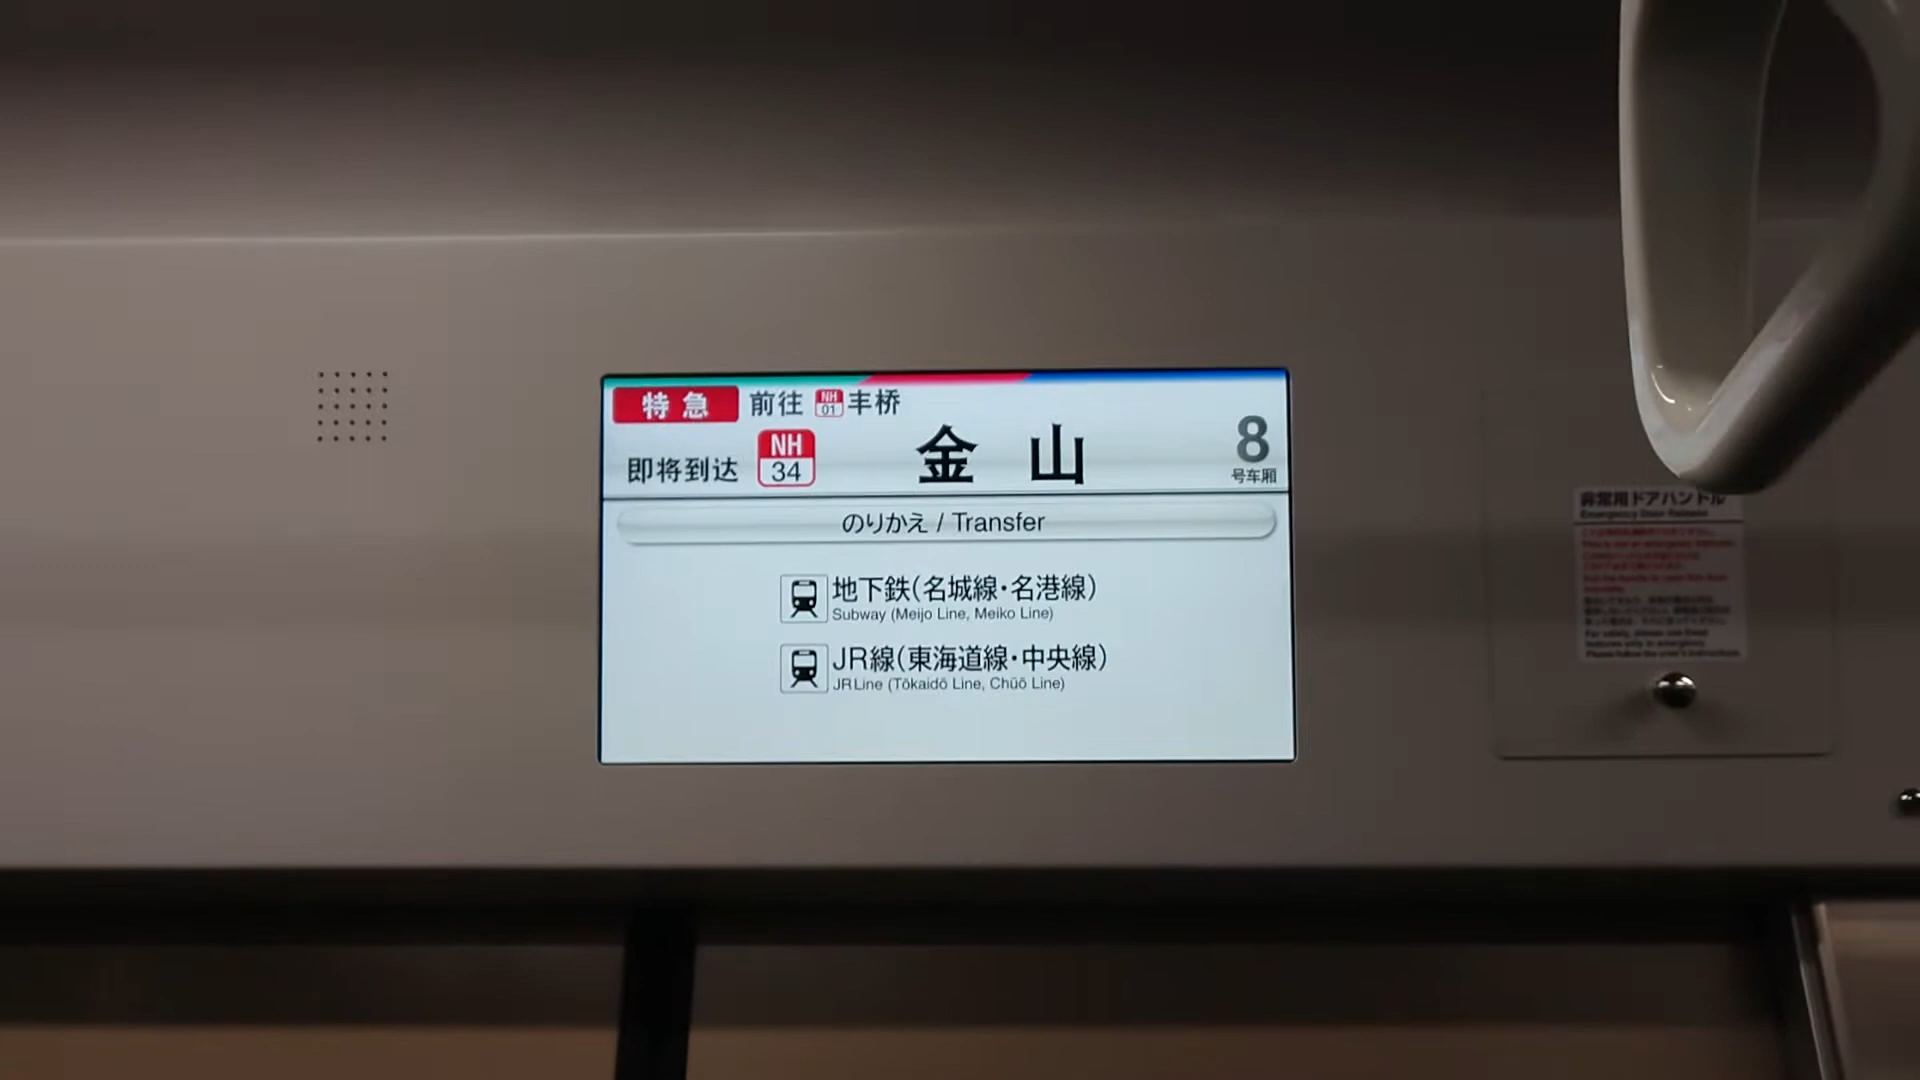 特急 前往 NH 01 丰桥
即将到达 NH 34 金山 8 号车厢
のりかえ / Transfer
地下鉄(名城線・名港線)
Subway (Meijo Line, Meiko Line)
JR線(東海道線・中央線)
JR Line (Tōkaidō Line, Chūō Line)
非常用ドアハンドル
Emergency Door Release